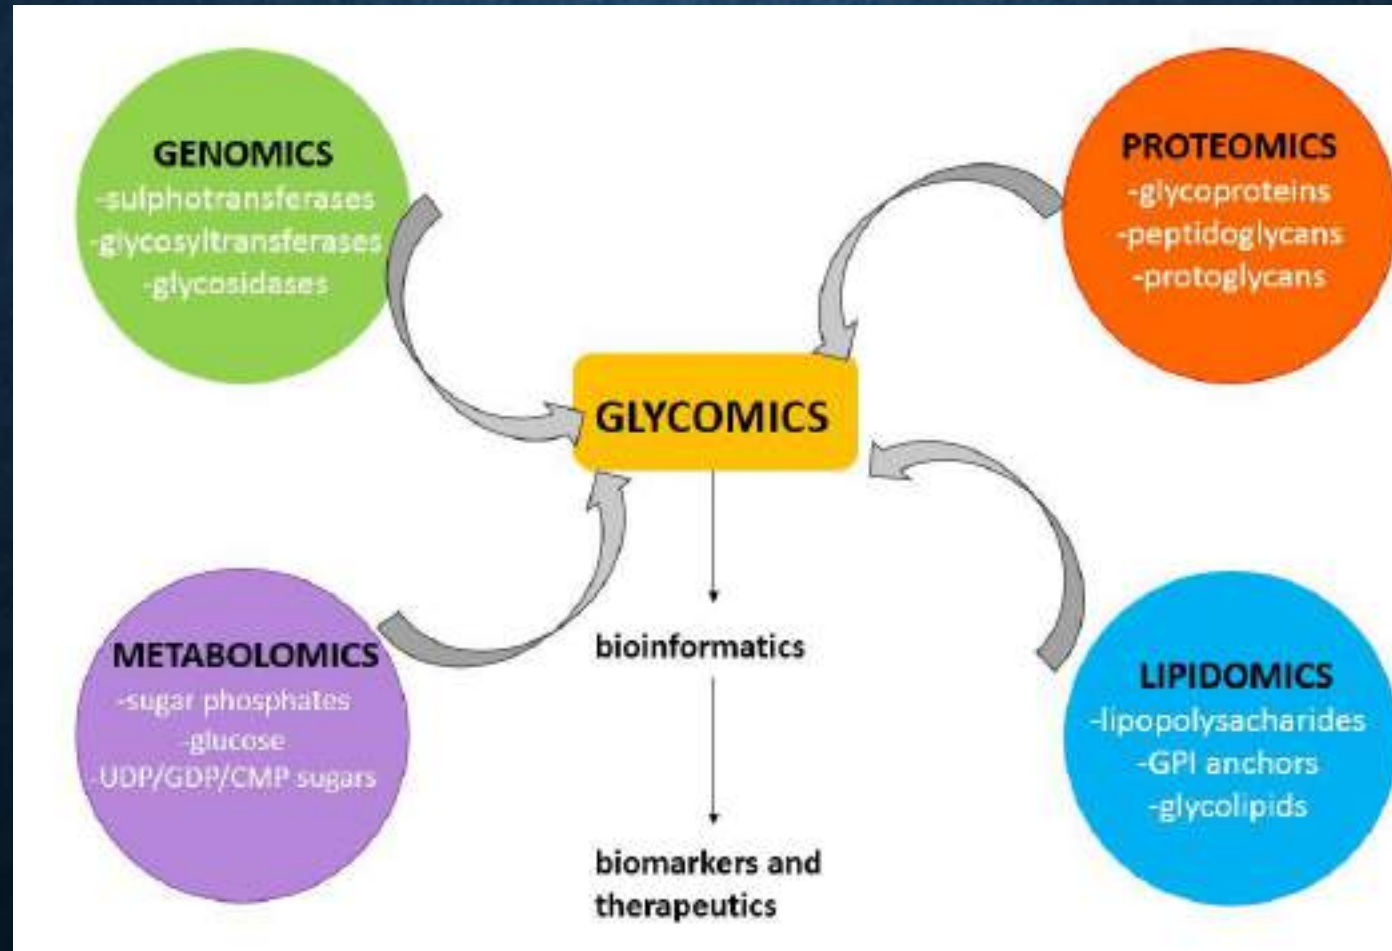 GENOMICS
-sulphotransferases
-glycosyltransferases
-glycosidases
PROTEOMICS
-glycoproteins
-peptidoglycans
-protoglycans
GLYCOMICS
METABOLOMICS
-sugar phosphates
-glucose
-UDP/GDP/CMP sugars
bioinformatics
LIPIDOMICS
-lipopolysacharides
-GPI anchors
-glycolipids
biomarkers and
therapeutics